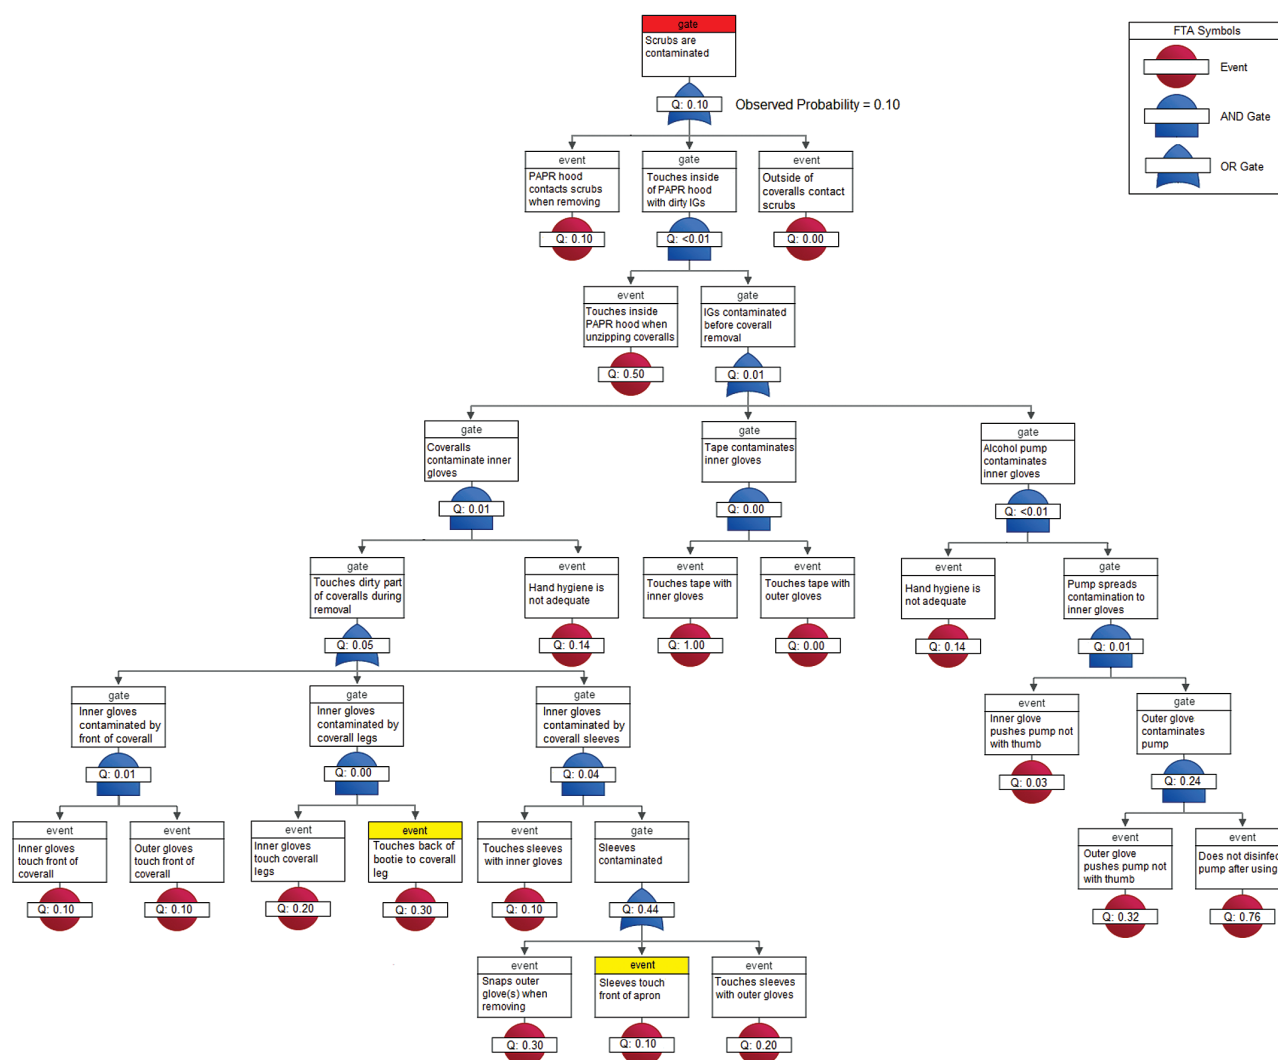 gate
Scrubs are
contaminated
Q: 0.10
Observed Probability = 0.10
FTA Symbols
Event
AND Gate
OR Gate
event
PAPR hood
contacts scrubs
when removing
Q: 0.10
gate
Touches inside
of PAPR hood
with dirty IGs
Q: <0.01
event
Outside of
coveralls contact
scrubs
Q: 0.00
event
Touches inside
PAPR hood when
unzipping coveralls
Q: 0.50
gate
IGs contaminated
before coverall
removal
Q: 0.01
gate
Coveralls
contaminate inner
gloves
Q: 0.01
gate
Tape contaminates
inner gloves
Q: 0.00
gate
Alcohol pump
contaminates
inner gloves
Q: <0.01
gate
Touches dirty part
of coveralls during
removal
Q: 0.05
event
Hand hygiene is
not adequate
Q: 0.14
event
Touches tape with
inner gloves
Q: 1.00
event
Touches tape with
outer gloves
Q: 0.00
event
Hand hygiene is
not adequate
Q: 0.14
gate
Pump spreads
contamination to
inner gloves
Q: 0.01
gate
Inner gloves
contaminated by
front of coverall
Q: 0.01
gate
Inner gloves
contaminated by
coverall legs
Q: 0.00
gate
Inner gloves
contaminated by
coverall sleeves
Q: 0.04
event
Inner glove
pushes pump not
with thumb
Q: 0.03
gate
Outer glove
contaminates
pump
Q: 0.24
event
Inner gloves
touch front of
coverall
Q: 0.10
event
Outer gloves
touch front of
coverall
Q: 0.10
event
Inner gloves
touch coverall
legs
Q: 0.20
event
Touches back of
bootie to coverall
leg
Q: 0.30
event
Touches sleeves
with inner gloves
Q: 0.10
gate
Sleeves
contaminated
Q: 0.44
event
Outer glove
pushes pump not
with thumb
Q: 0.32
event
Does not disinfe
pump after using
Q: 0.76
event
Snaps outer
glove(s) when
removing
Q: 0.30
event
Sleeves touch
front of apron
Q: 0.10
event
Touches sleeves
with outer gloves
Q: 0.20